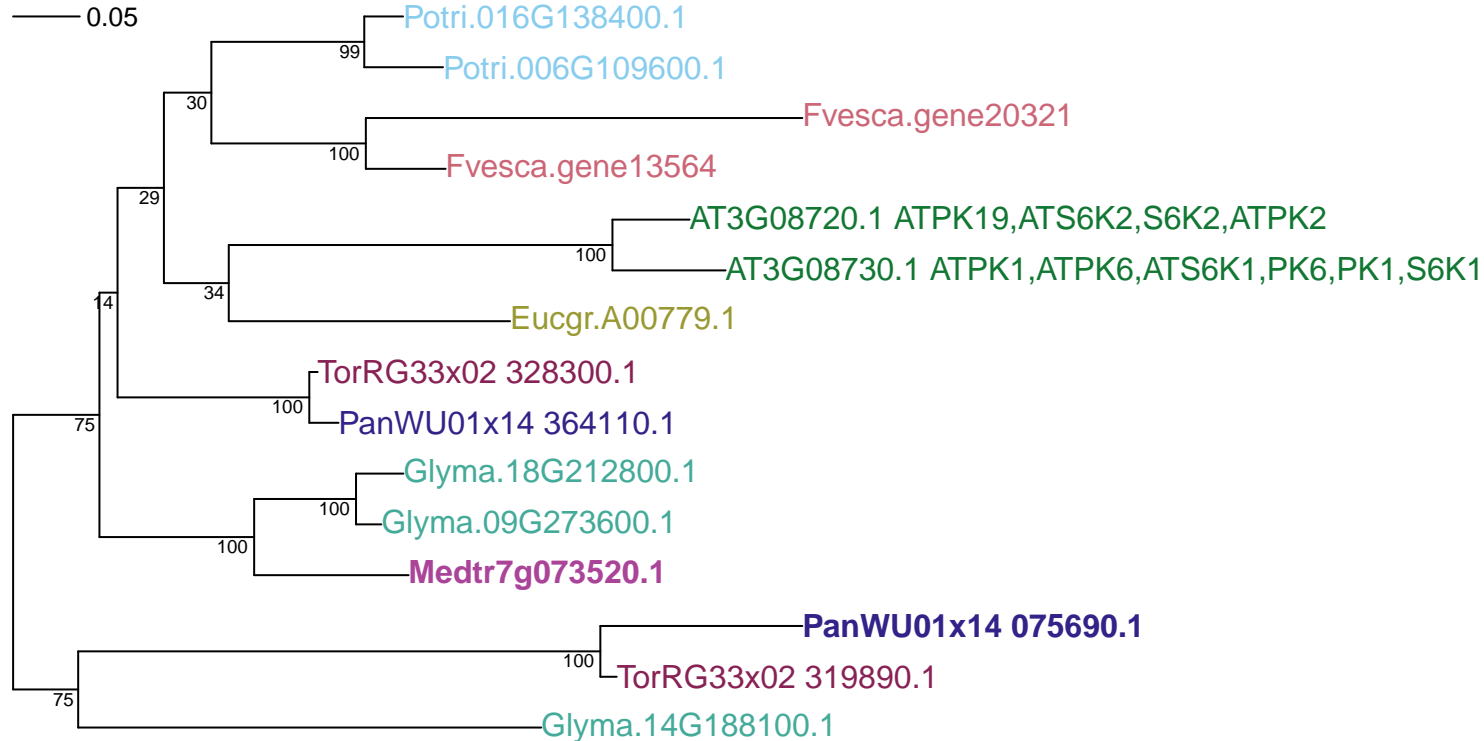 0.05
Potri.016G138400.1
99
Potri.006G109600.1
30
Fvesca.gene20321
100
Fvesca.gene13564
29
AT3G08720.1 ATPK19,ATS6K2,S6K2,ATPK2
100
AT3G08730.1 ATPK1,ATPK6,ATS6K1,PK6,PK1,S6K1
34
14
Eucgr.A00779.1
TorRG33x02 328300.1
100
PanWU01x14 364110.1
75
Glyma.18G212800.1
100
Glyma.09G273600.1
100
Medtr7g073520.1
PanWU01x14 075690.1
100
TorRG33x02 319890.1
75
Glyma.14G188100.1